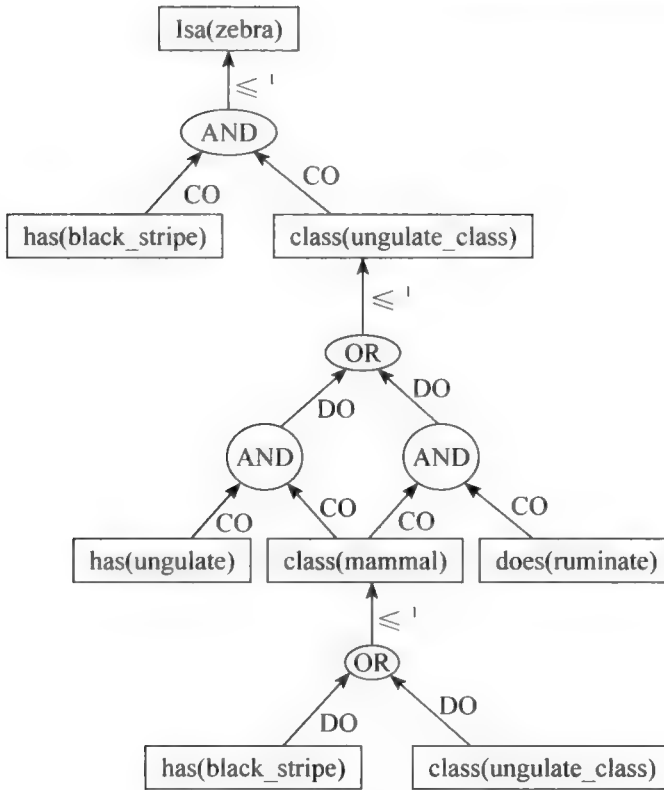 Isa(zebra)
≤ 1
AND
CO
CO
has(black_stripe)
class(ungulate_class)
≤ 1
OR
DO
DO
AND
AND
CO
CO
CO
CO
has(ungulate)
class(mammal)
does(ruminate)
≤ 1
OR
DO
DO
has(black_stripe)
class(ungulate_class)